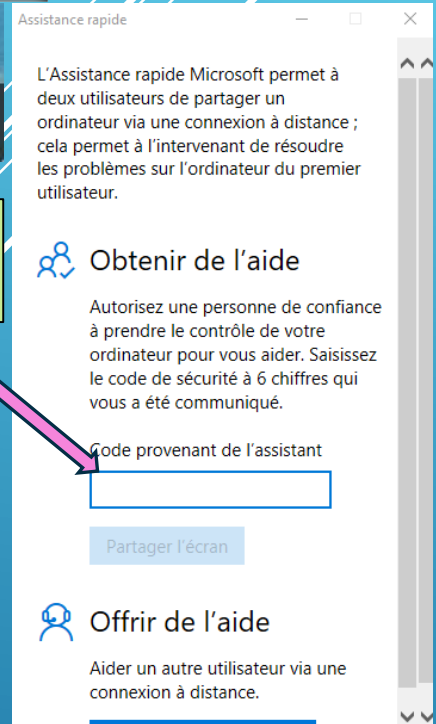 Assistance rapide
L'Assistance rapide Microsoft permet à
deux utilisateurs de partager un
ordinateur via une connexion à distance ;
cela permet à l'intervenant de résoudre
les problèmes sur l'ordinateur du premier
utilisateur.
Obtenir de l'aide
Autorisez une personne de confiance
à prendre le contrôle de votre
ordinateur pour vous aider. Saisissez
le code de sécurité à 6 chiffres qui
vous a été communiqué.
Code provenant de l'assistant
Partager l'écran
Offrir de l'aide
Aider un autre utilisateur via une
connexion à distance.